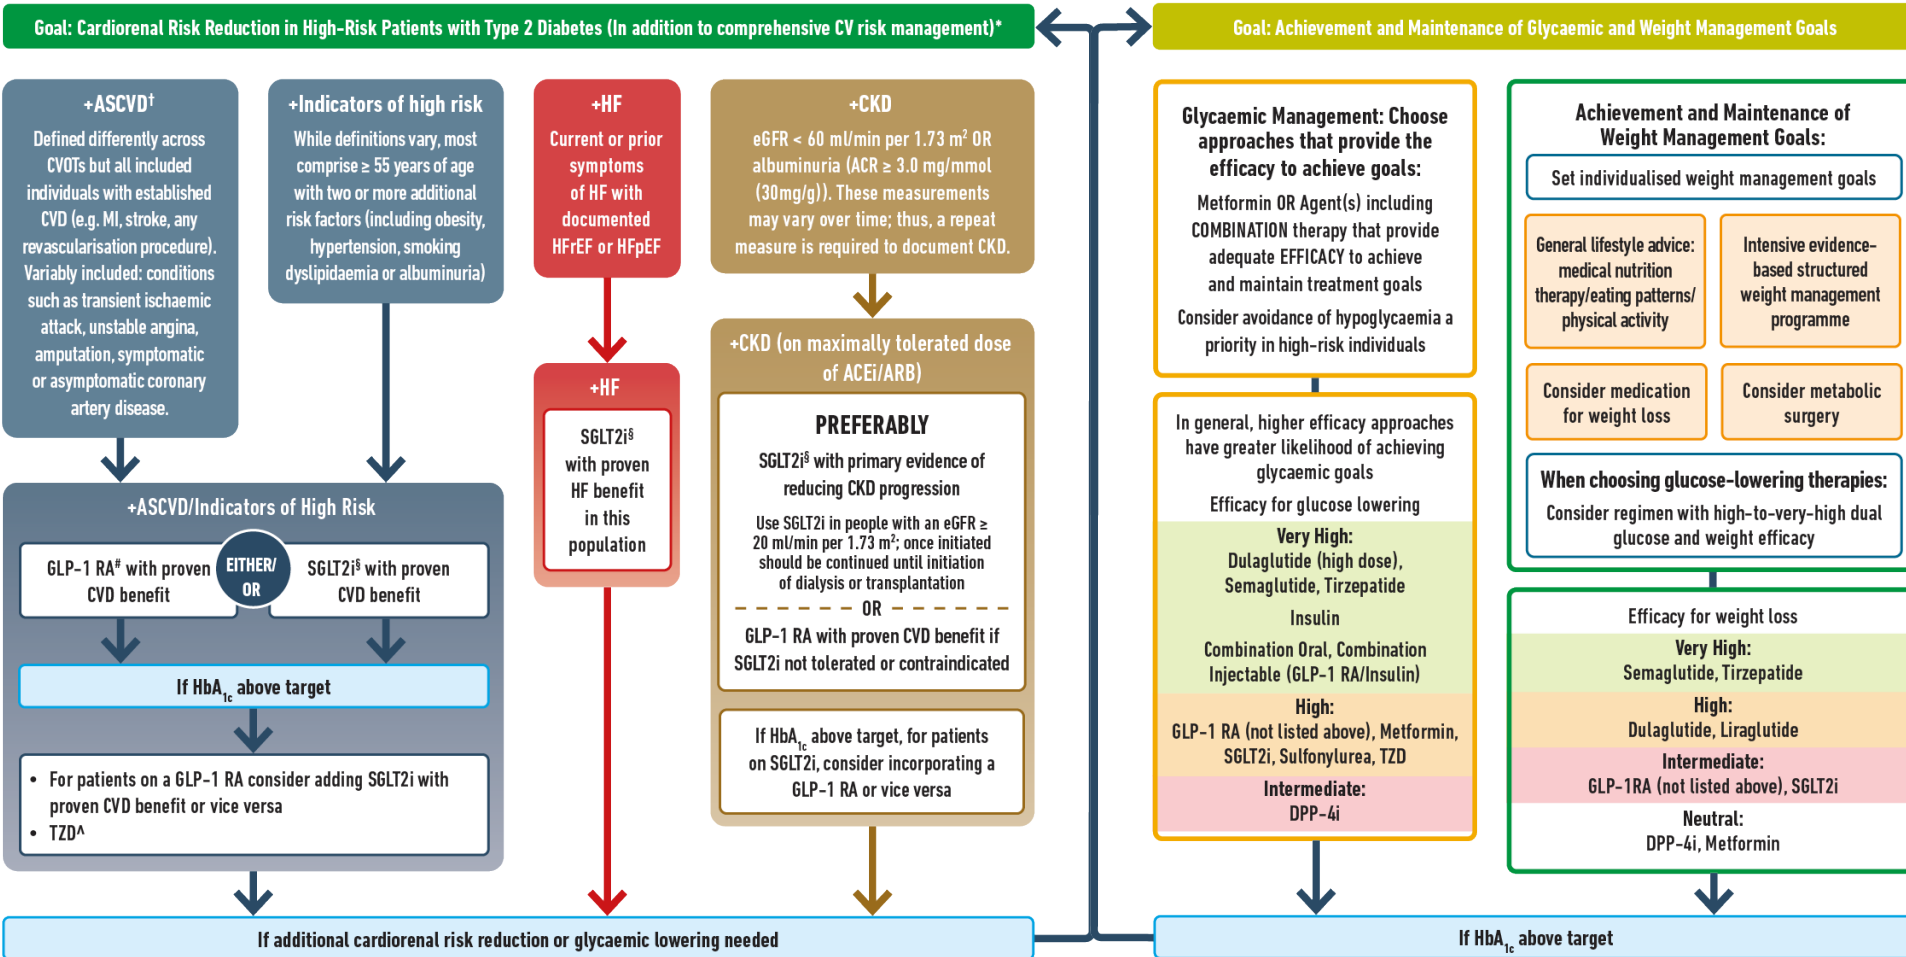 Goal: Cardiorenal Risk Reduction in High-Risk Patients with Type 2 Diabetes (In addition to comprehensive CV risk management)*
+ASCVD†
Defined differently across
CVOTs but all included
individuals with established
CVD (e.g. MI, stroke, any
revascularisation procedure).
Variably included: conditions
such as transient ischaemic
attack, unstable angina,
amputation, symptomatic
or asymptomatic coronary
artery disease.
+Indicators of high risk
While definitions vary, most
comprise ≥ 55 years of age
with two or more additional
risk factors (including obesity,
hypertension, smoking
dyslipidaemia or albuminuria)
+HF
Current or prior
symptoms
of HF with
documented
HFrEF or HFpEF
+CKD
eGFR < 60 ml/min per 1.73 m² OR
albuminuria (ACR ≥ 3.0 mg/mmol
(30mg/g)). These measurements
may vary over time; thus, a repeat
measure is required to document CKD.
+ASCVD/Indicators of High Risk
GLP-1 RA# with proven
CVD benefit
EITHER/
OR
SGLT2i§ with proven
CVD benefit
If HbA1c above target
• For patients on a GLP-1 RA consider adding SGLT2i with
proven CVD benefit or vice versa
• TZD^
+HF
SGLT2i§
with proven
HF benefit
in this
population
+CKD (on maximally tolerated dose
of ACEi/ARB)
PREFERABLY
SGLT2i§ with primary evidence of
reducing CKD progression
Use SGLT2i in people with an eGFR ≥
20 ml/min per 1.73 m²; once initiated
should be continued until initiation
of dialysis or transplantation
OR
GLP-1 RA with proven CVD benefit if
SGLT2i not tolerated or contraindicated
If HbA1c above target, for patients
on SGLT2i, consider incorporating a
GLP-1 RA or vice versa
If additional cardiorenal risk reduction or glycaemic lowering needed
Goal: Achievement and Maintenance of Glycaemic and Weight Management Goals
Glycaemic Management: Choose
approaches that provide the
efficacy to achieve goals:
Metformin OR Agent(s) including
COMBINATION therapy that provide
adequate EFFICACY to achieve
and maintain treatment goals
Consider avoidance of hypoglycaemia a
priority in high-risk individuals
In general, higher efficacy approaches
have greater likelihood of achieving
glycaemic goals
Efficacy for glucose lowering
Very High:
Dulaglutide (high dose),
Semaglutide, Tirzepatide
Insulin
Combination Oral, Combination
Injectable (GLP-1 RA/Insulin)
High:
GLP-1 RA (not listed above), Metformin,
SGLT2i, Sulfonylurea, TZD
Intermediate:
DPP-4i
Achievement and Maintenance of
Weight Management Goals:
Set individualised weight management goals
General lifestyle advice:
medical nutrition
therapy/eating patterns/
physical activity
Intensive evidence-
based structured
weight management
programme
Consider medication
for weight loss
Consider metabolic
surgery
When choosing glucose-lowering therapies:
Consider regimen with high-to-very-high dual
glucose and weight efficacy
Efficacy for weight loss
Very High:
Semaglutide, Tirzepatide
High:
Dulaglutide, Liraglutide
Intermediate:
GLP-1RA (not listed above), SGLT2i
Neutral:
DPP-4i, Metformin
If HbA1c above target